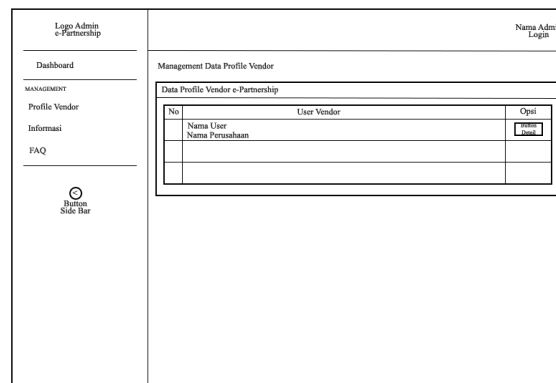 Logo Admin
e-Partnership
Nama Adm
Login
Dashboard
MANAGEMENT
Profile Vendor
Informasi
FAQ
<
Button
Side Bar
Management Data Profile Vendor
Data Profile Vendor e-Partnership
No User Vendor Opsi
Nama User
Nama Perusahaan
Button
Detail